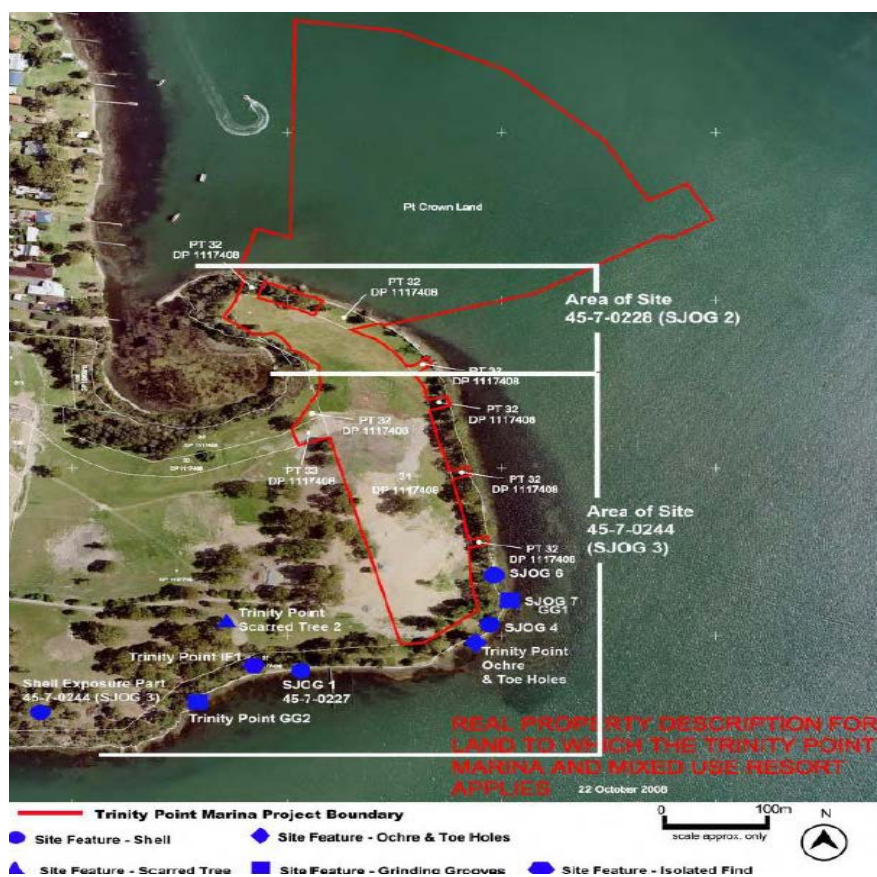 Pt Crown Land
PT 32
DP 1117408
PT 32
DP 1117408
Area of Site
45-7-0228 (SJOG 2)
PT 32
DP 1117408
PT 32
DP 1117408
PT 32
DP 1117408
PT 33
DP 1117408
31
DP 1117408
PT 32
DP 1117408
Area of Site
45-7-0244
(SJOG 3)
PT 32
DP 1117408
SJOG 6
SJOG 7
GG1
SJOG 4
Trinity Point
Scarred Tree 2
Trinity Point
Ochre
& Toe Holes
Trinity Point IF1
SJOG 1
45-7-0227
Shell Exposure Part
45-7-0244 (SJOG 3)
Trinity Point GG2
REAL PROPERTY DESCRIPTION FOR
LAND TO WHICH THE TRINITY POINT
MARINA AND MIXED USE RESORT
APPLIES
22 October 2008
Trinity Point Marina Project Boundary
0 100m
scale approx. only
N
Site Feature - Shell
Site Feature - Ochre & Toe Holes
Site Feature - Scarred Tree
Site Feature - Grinding Grooves
Site Feature - Isolated Find